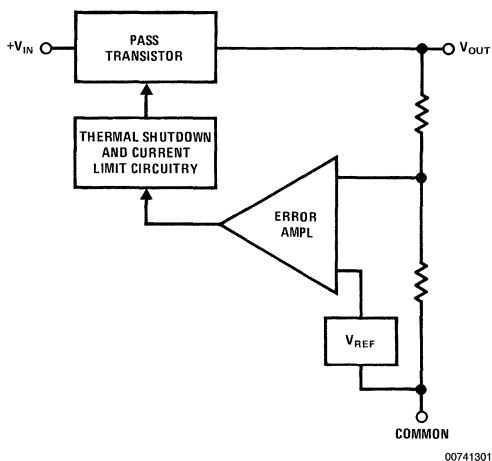 PASS
TRANSISTOR
+VIN
VOUT
THERMAL SHUTDOWN
AND CURRENT
LIMIT CIRCUITRY
ERROR
AMPL
VREF
COMMON
00741301